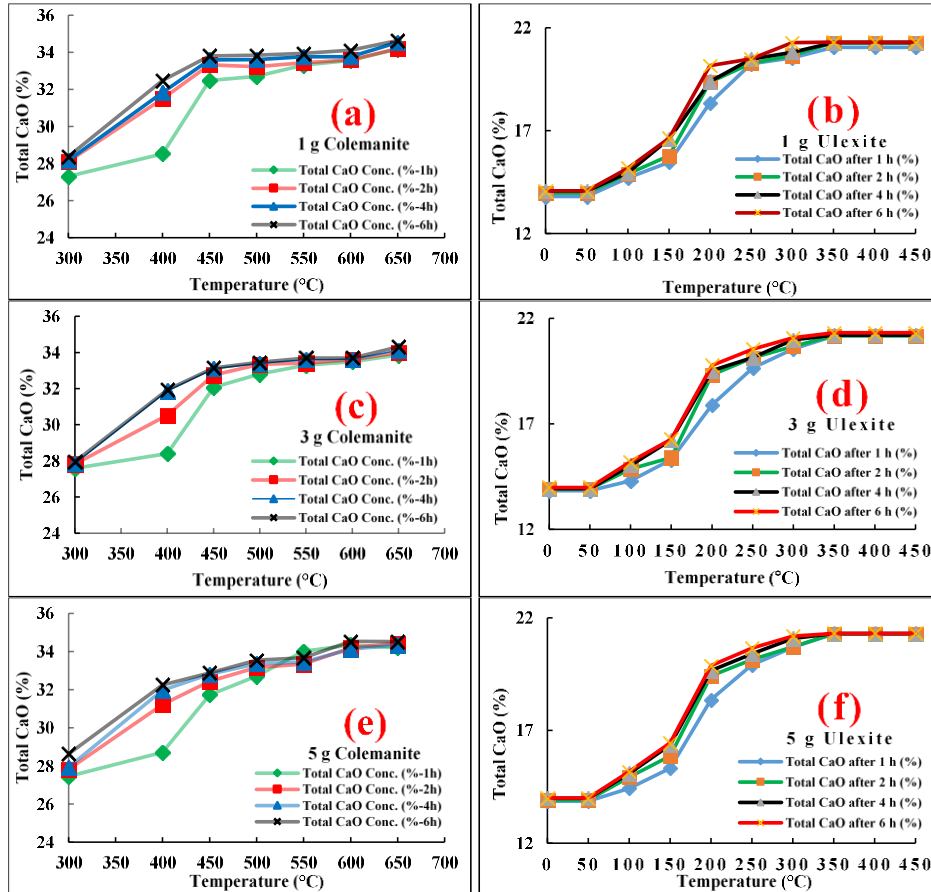 Total CaO (%)
36
34
32
30
28
26
24
300 350 400 450 500 550 600 650 700
Temperature (°C)
(a)
1 g Colemanite
Total CaO Conc. (%-1h)
Total CaO Conc. (%-2h)
Total CaO Conc. (%-4h)
Total CaO Conc. (%-6h)
Total CaO (%)
22
17
12
0 50 100 150 200 250 300 350 400 450
Temperature (°C)
(b)
1 g Ulexite
Total CaO after 1 h (%)
Total CaO after 2 h (%)
Total CaO after 4 h (%)
Total CaO after 6 h (%)
Total CaO (%)
36
34
32
30
28
26
24
300 350 400 450 500 550 600 650 700
Temperature (°C)
(c)
3 g Colemanite
Total CaO Conc. (%-1h)
Total CaO Conc. (%-2h)
Total CaO Conc. (%-4h)
Total CaO Conc. (%-6h)
Total CaO (%)
22
17
12
0 50 100 150 200 250 300 350 400 450
Temperature (°C)
(d)
3 g Ulexite
Total CaO after 1 h (%)
Total CaO after 2 h (%)
Total CaO after 4 h (%)
Total CaO after 6 h (%)
Total CaO (%)
36
34
32
30
28
26
24
300 350 400 450 500 550 600 650 700
Temperature (°C)
(e)
5 g Colemanite
Total CaO Conc. (%-1h)
Total CaO Conc. (%-2h)
Total CaO Conc. (%-4h)
Total CaO Conc. (%-6h)
Total CaO (%)
22
17
12
0 50 100 150 200 250 300 350 400 450
Temperature (°C)
(f)
5 g Ulexite
Total CaO after 1 h (%)
Total CaO after 2 h (%)
Total CaO after 4 h (%)
Total CaO after 6 h (%)